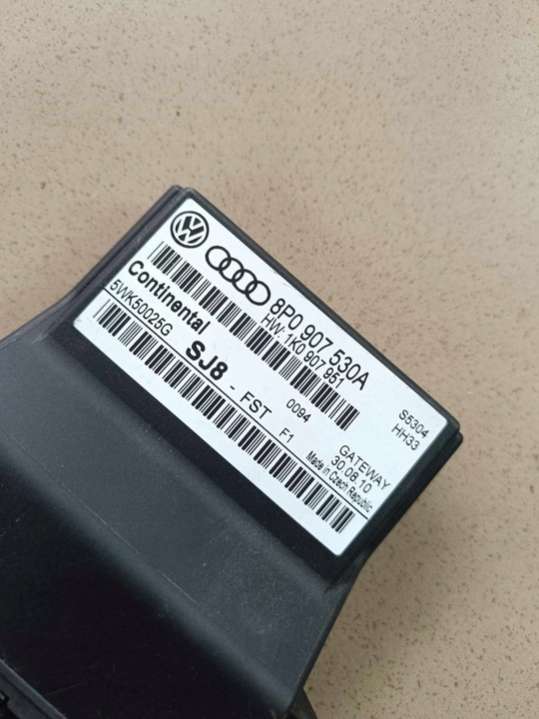 8P0 907 530A
HW: 1K0 907 951
Continental
5WK50025G
SJ8 - FST F1
0094
S5304
HH33
GATEWAY
30.08.10
Made in Czech Republic